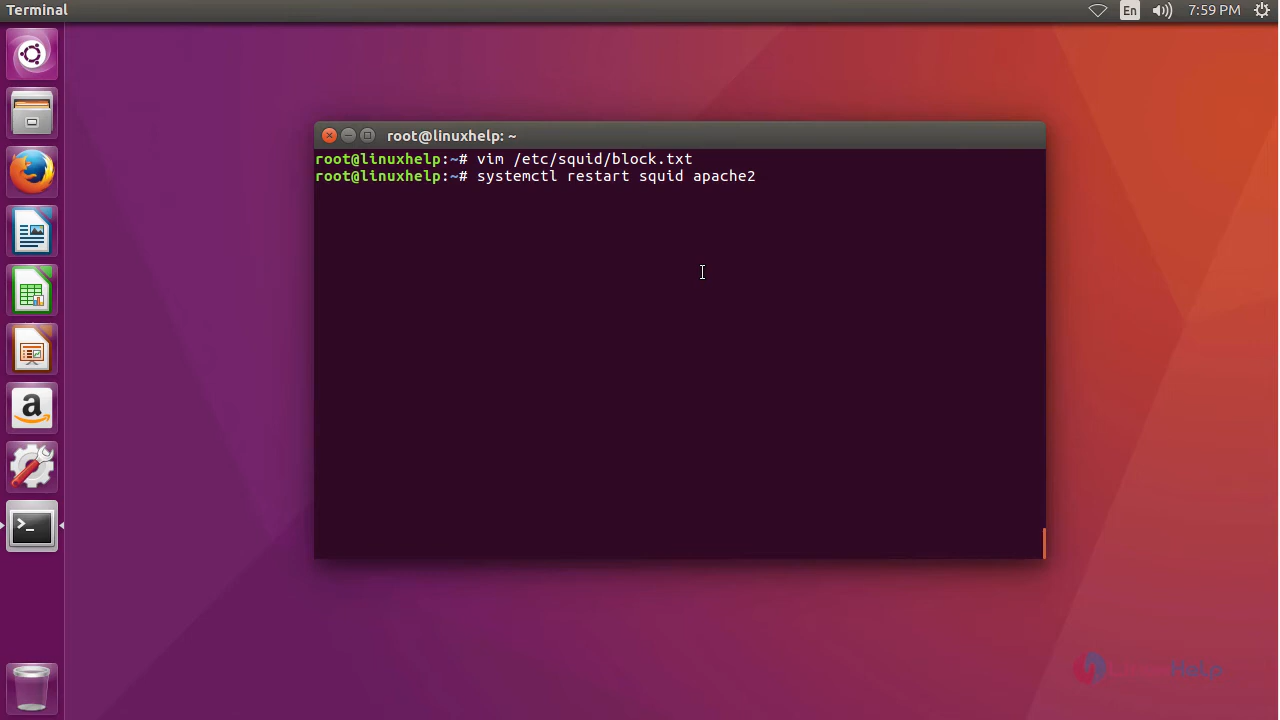 Terminal
En
7:59 PM
root@linuxhelp: ~
root@linuxhelp:~# vim /etc/squid/block.txt
root@linuxhelp:~# systemctl restart squid apache2
LinuxHelp